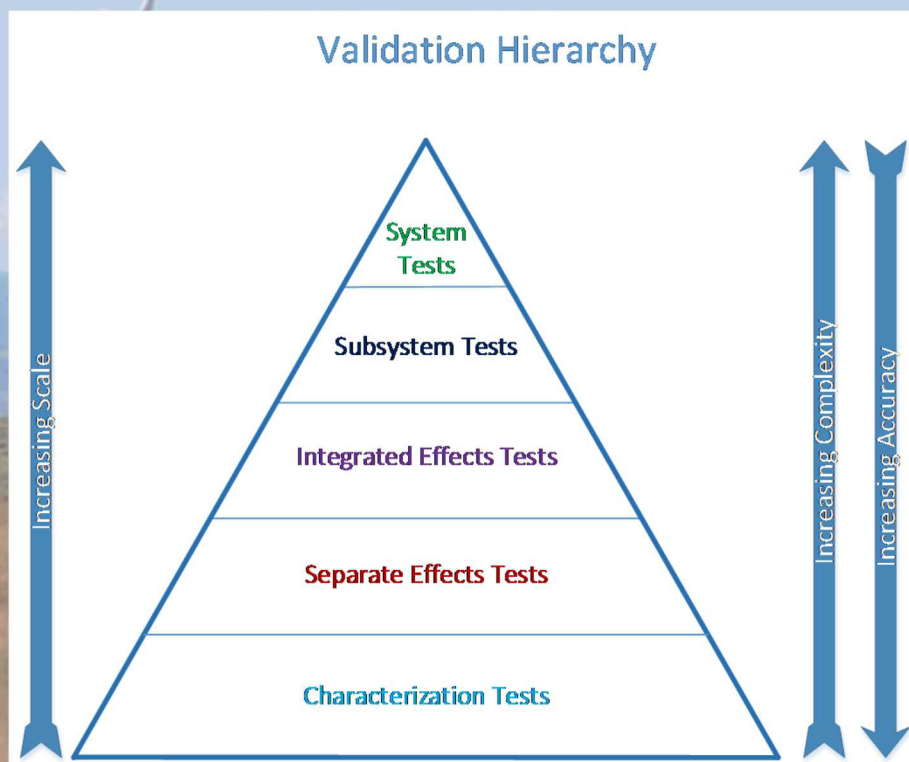 Validation Hierarchy
Increasing Scale
System
Tests
Subsystem Tests
Integrated Effects Tests
Separate Effects Tests
Characterization Tests
Increasing Complexity
Increasing Accuracy